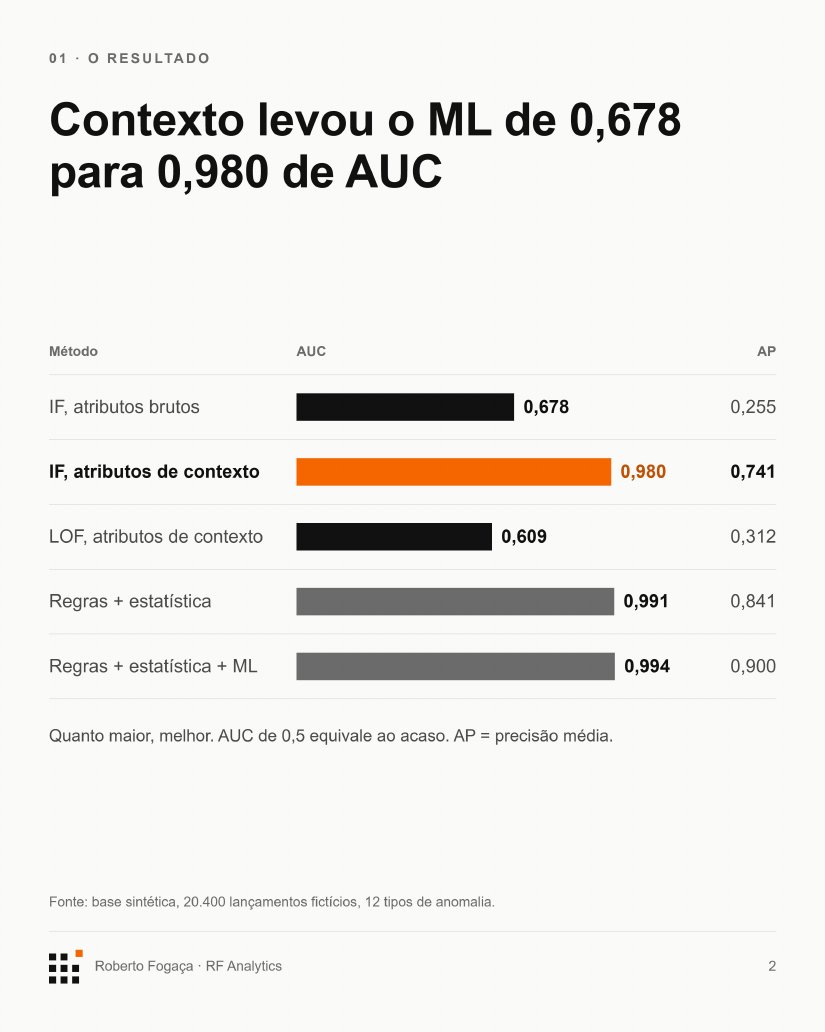 01 · O RESULTADO
Contexto levou o ML de 0,678
para 0,980 de AUC
Método AUC AP
IF, atributos brutos 0,678 0,255
IF, atributos de contexto 0,980 0,741
LOF, atributos de contexto 0,609 0,312
Regras + estatística 0,991 0,841
Regras + estatística + ML 0,994 0,900
Quanto maior, melhor. AUC de 0,5 equivale ao acaso. AP = precisão média.
Fonte: base sintética, 20.400 lançamentos fictícios, 12 tipos de anomalia.
Roberto Fogaça · RF Analytics 2